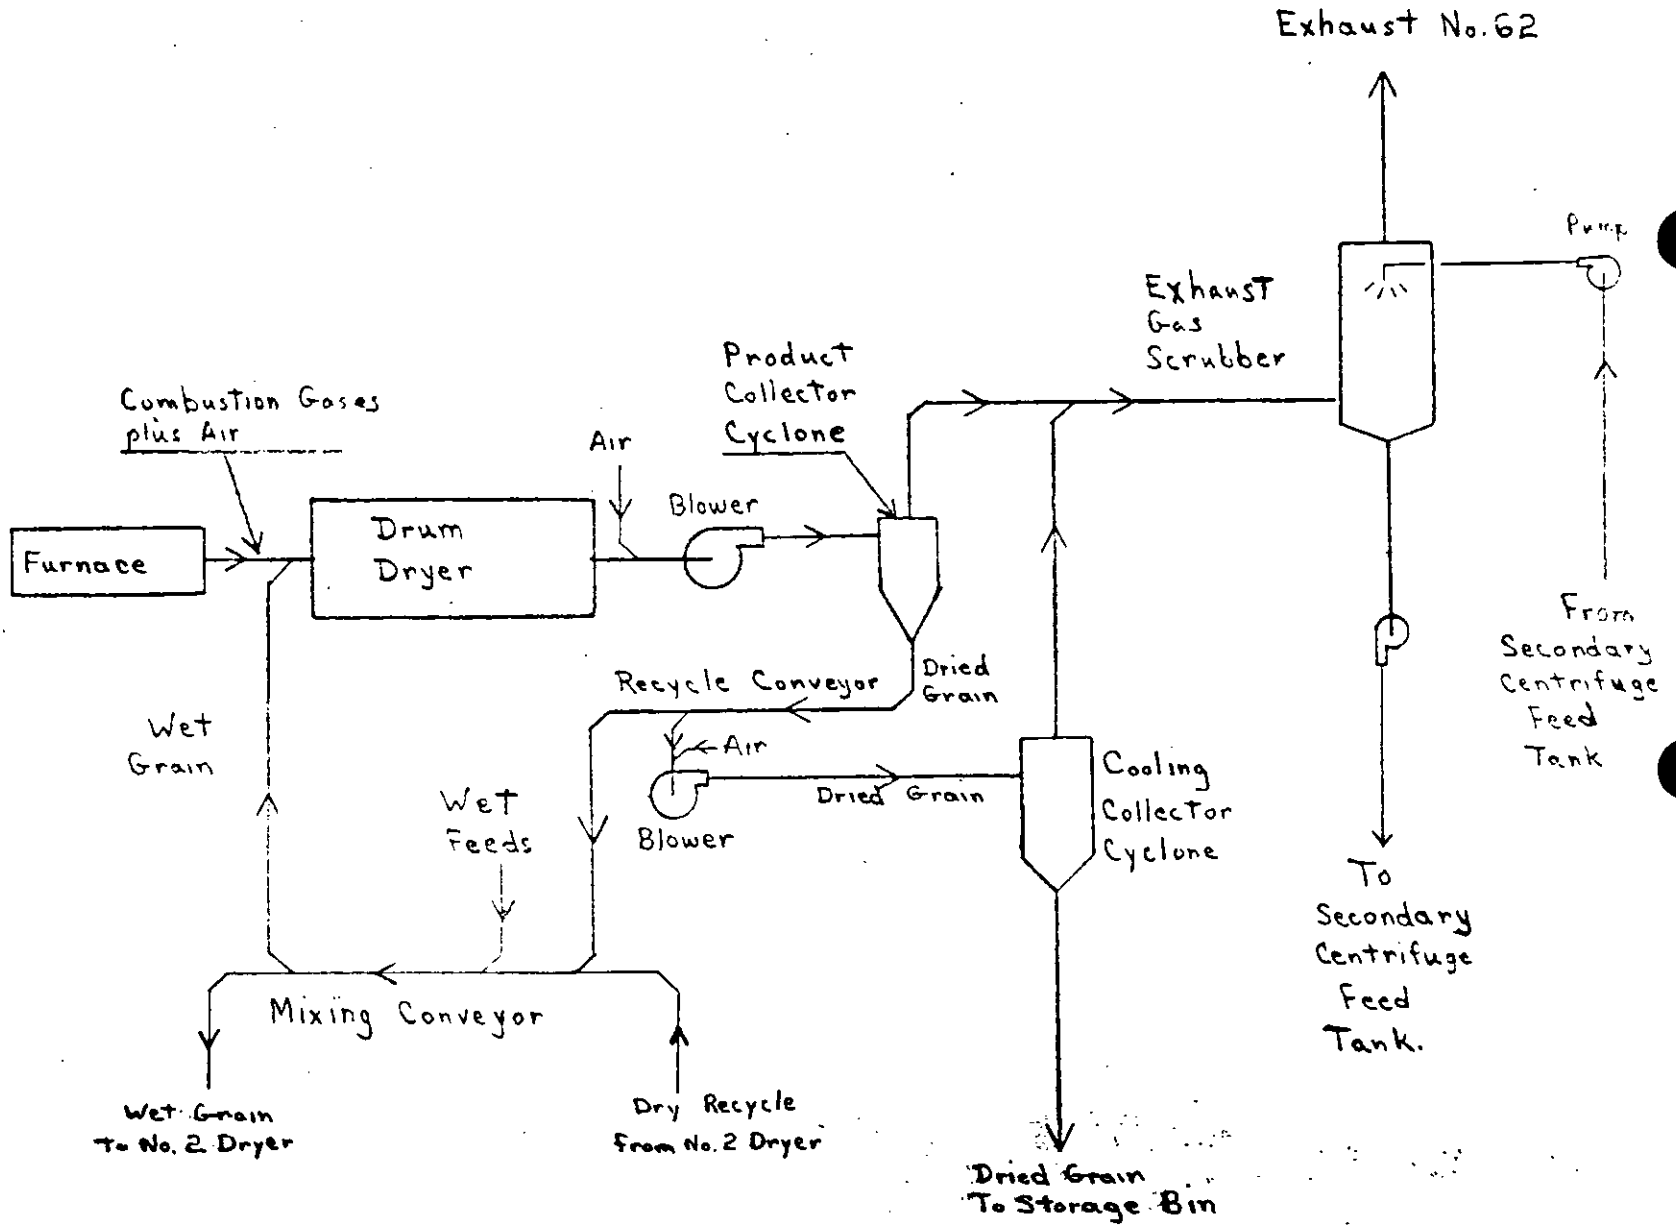 Exhaust No. 62
Pump
Exhaust
Gas
Scrubber
Product
Collector
Cyclone
Combustion Gases
plus Air
Air
Blower
Furnace
Drum
Dryer
From
Secondary
Centrifuge
Feed
Tank
Dried
Grain
Recycle Conveyor
Wet
Grain
Air
Cooling
Collector
Cyclone
Dried Grain
Wet
Feeds
Blower
To
Secondary
Centrifuge
Feed
Tank.
Mixing Conveyor
Wet Grain
To No. 2 Dryer
Dry Recycle
from No. 2 Dryer
Dried Grain
To Storage Bin